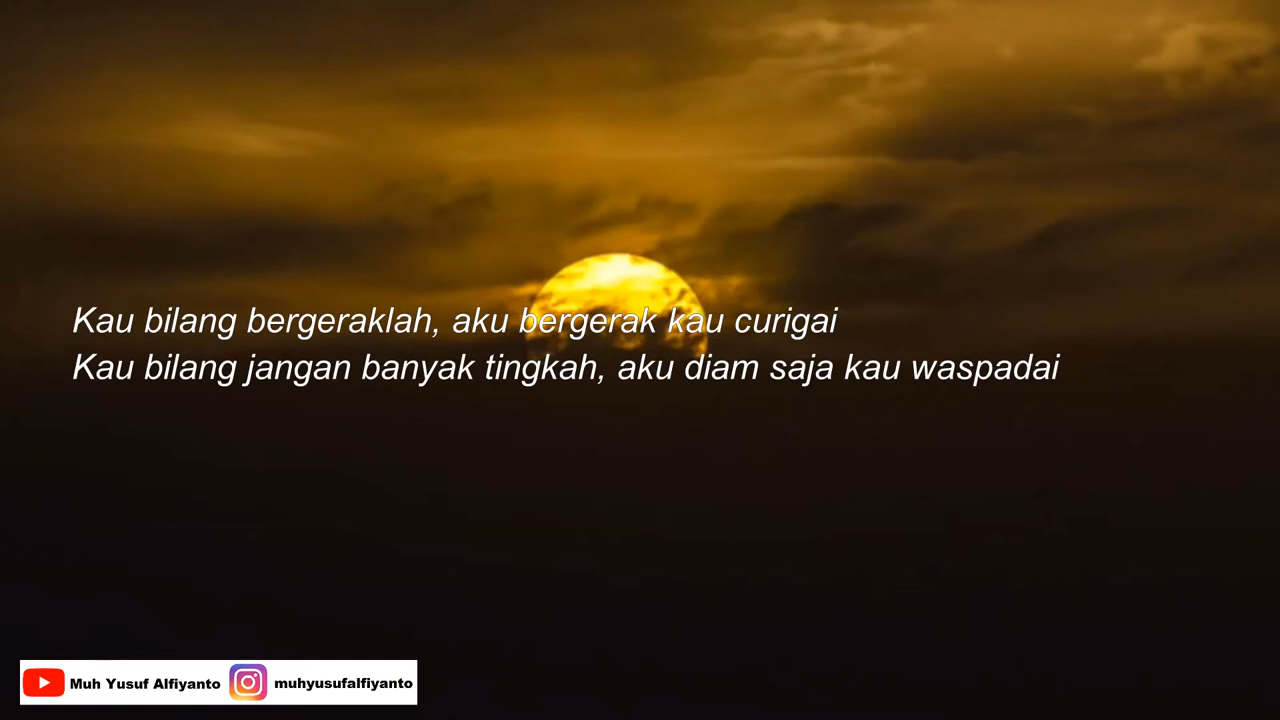 Kau bilang bergeraklah, aku bergerak kau curigai
Kau bilang jangan banyak tingkah, aku diam saja kau waspadai
Muh Yusuf Alfiyanto muhyusufalfiyanto